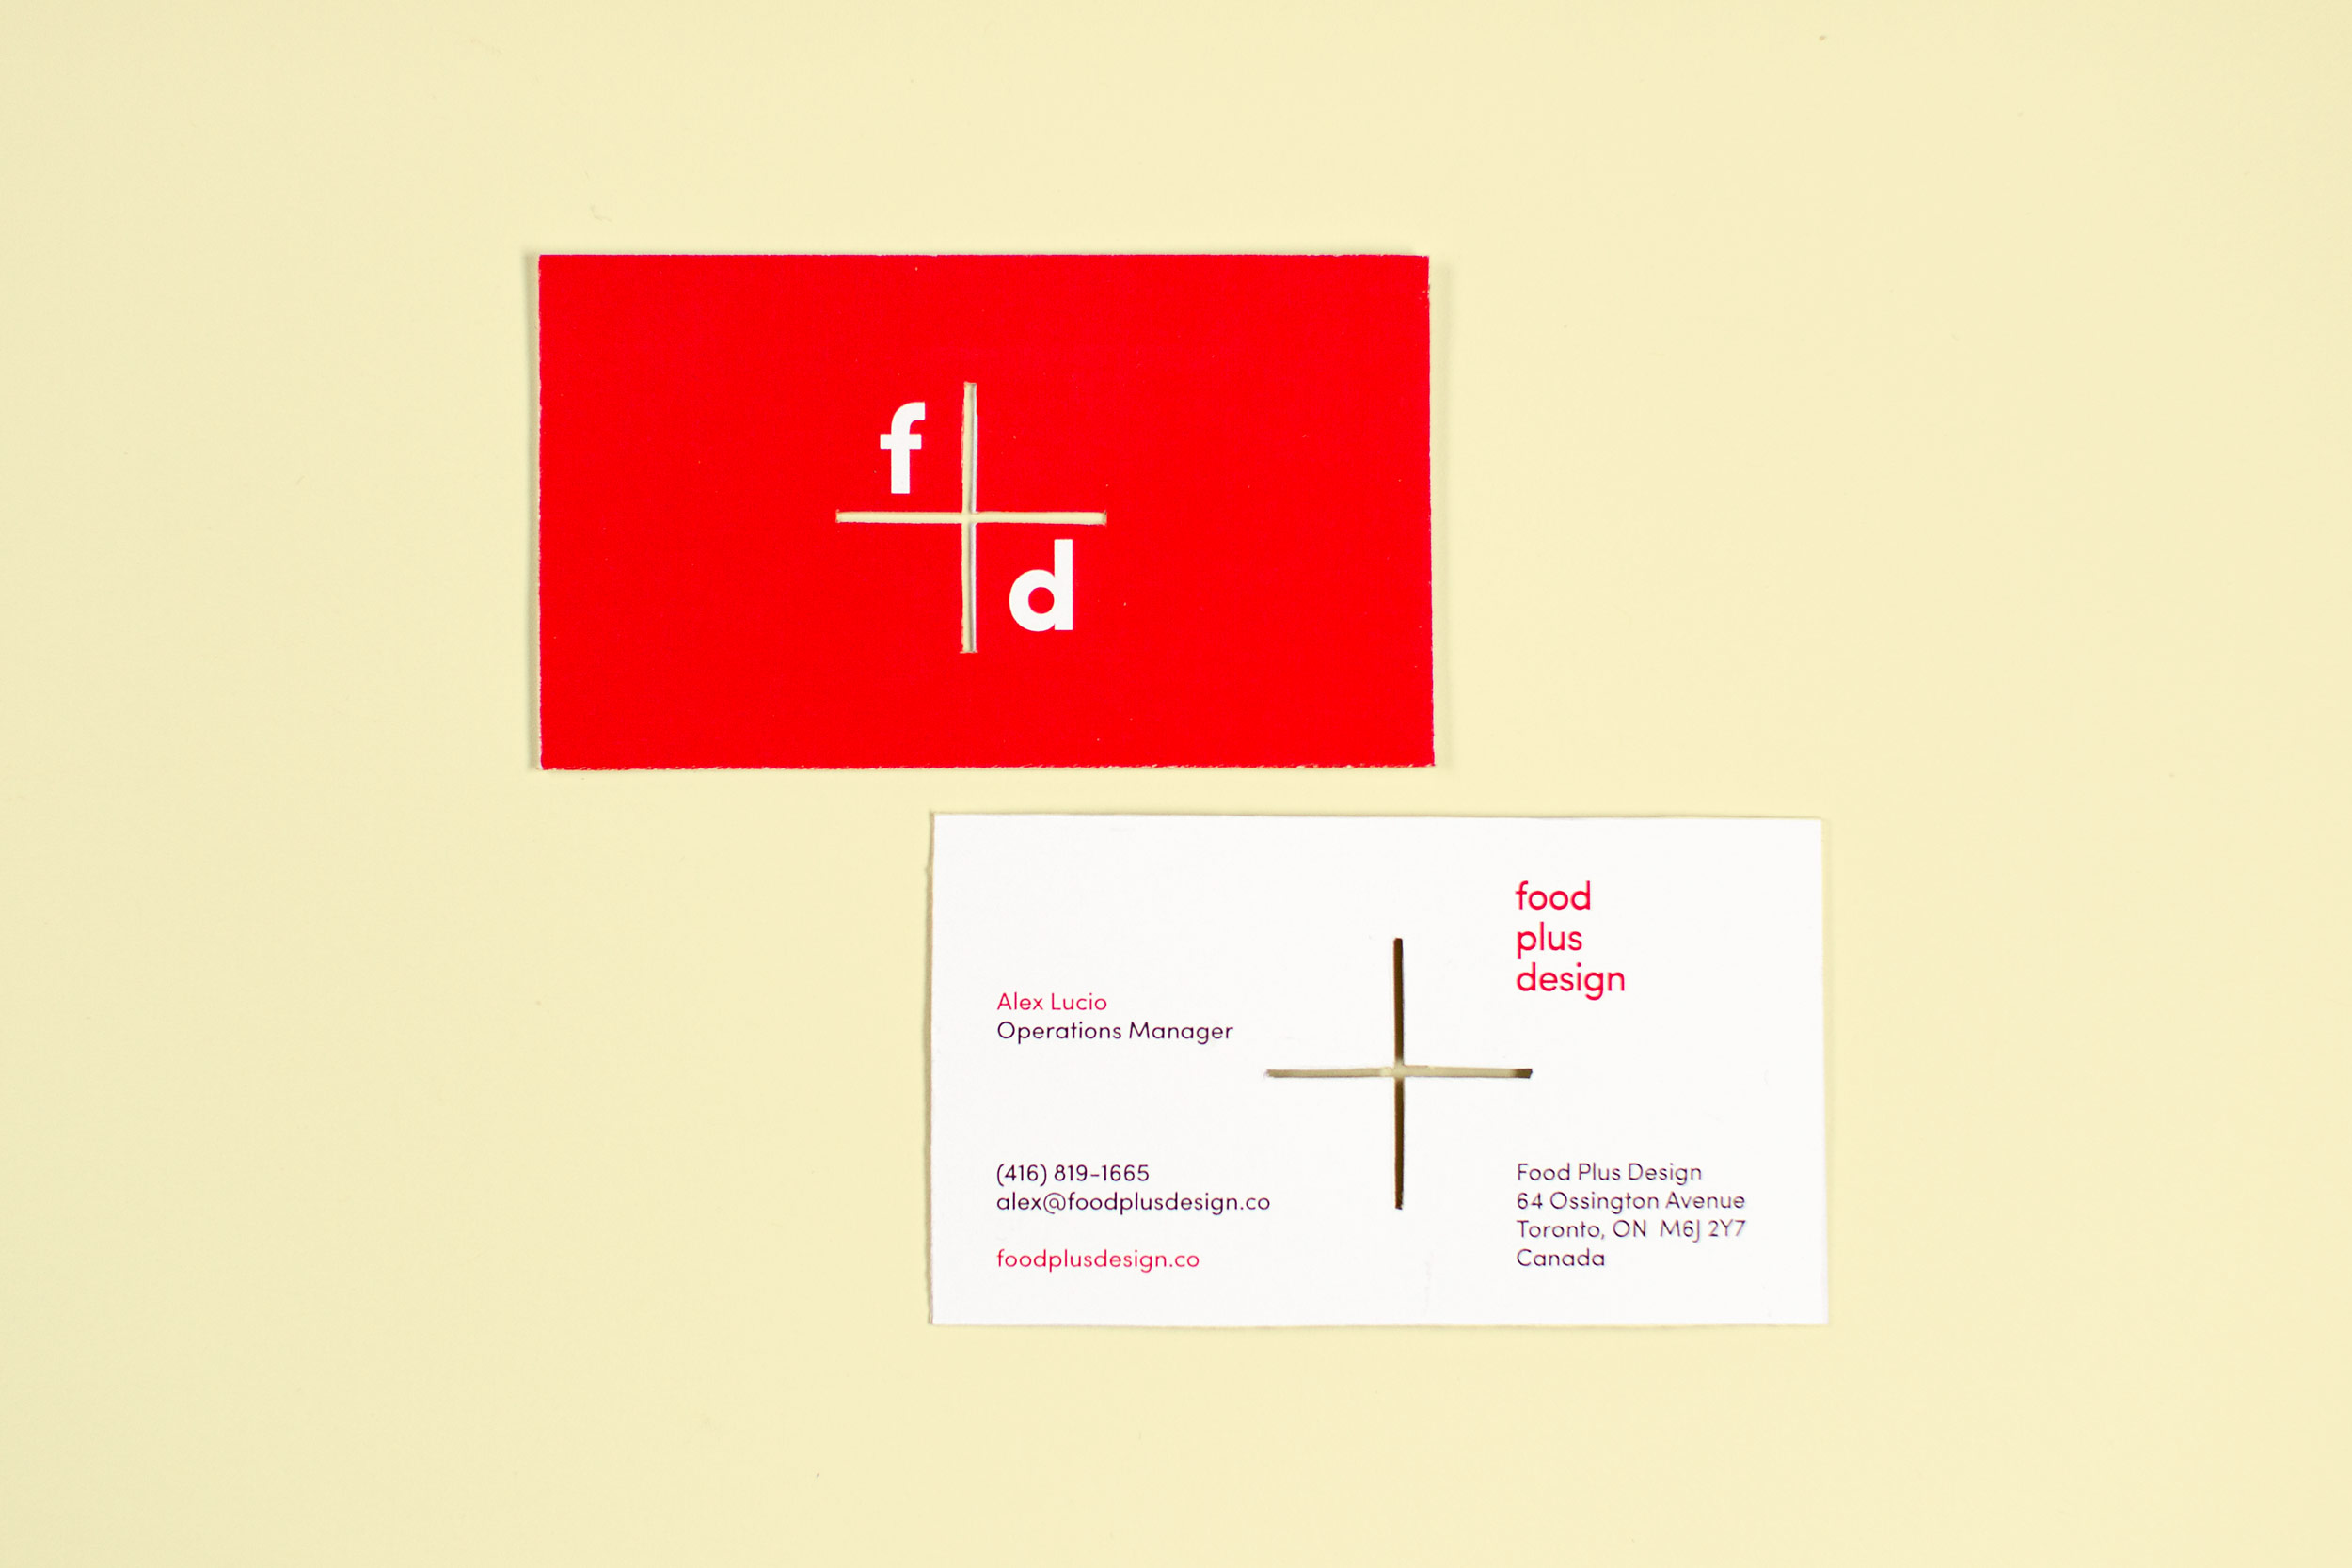 f
d
food
plus
design
Alex Lucio
Operations Manager
(416) 819-1665
alex@foodplusdesign.co
foodplusdesign.co
Food Plus Design
64 Ossington Avenue
Toronto, ON  M6J 2Y7
Canada